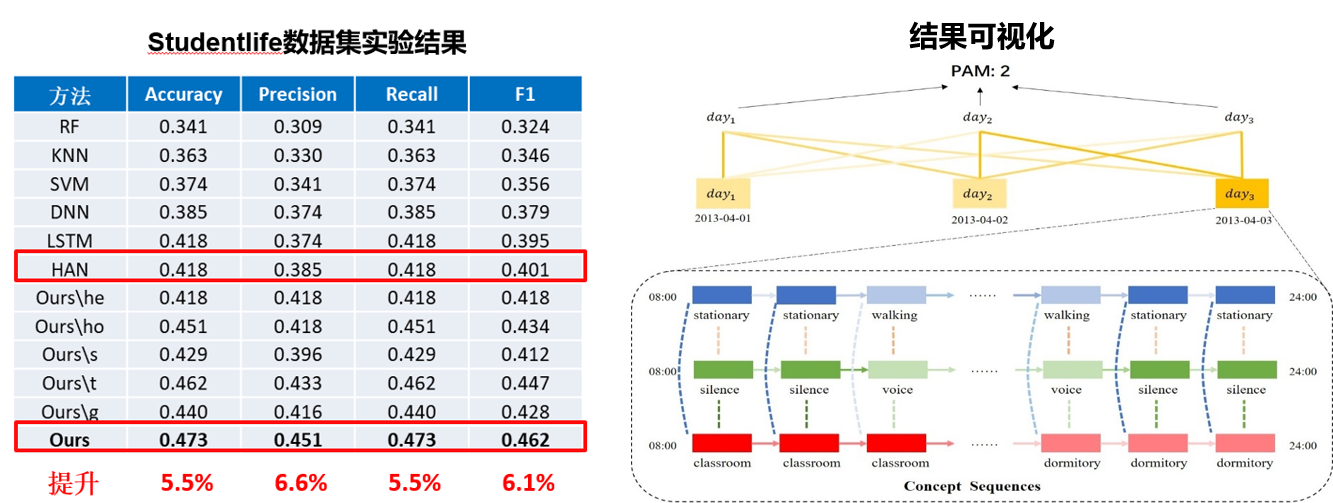 Studentlife数据集实验结果
方法 Accuracy Precision Recall F1
RF 0.341 0.309 0.341 0.324
KNN 0.363 0.330 0.363 0.346
SVM 0.374 0.341 0.374 0.356
DNN 0.385 0.374 0.385 0.379
LSTM 0.418 0.374 0.418 0.395
HAN 0.418 0.385 0.418 0.401
Ours\he 0.418 0.418 0.418 0.418
Ours\ho 0.451 0.418 0.451 0.434
Ours\s 0.429 0.396 0.429 0.412
Ours\t 0.462 0.433 0.462 0.447
Ours\g 0.440 0.416 0.440 0.428
Ours 0.473 0.451 0.473 0.462
提升 5.5% 6.6% 5.5% 6.1%
结果可视化
PAM: 2
day₁ day₂ day₃
day₁ day₂ day₃
2013-04-01 2013-04-02 2013-04-03
08:00 ...... 24:00
stationary stationary walking walking stationary stationary
08:00 ...... 24:00
silence silence voice voice silence silence
08:00 ...... 24:00
classroom classroom classroom dormitory dormitory dormitory
Concept Sequences